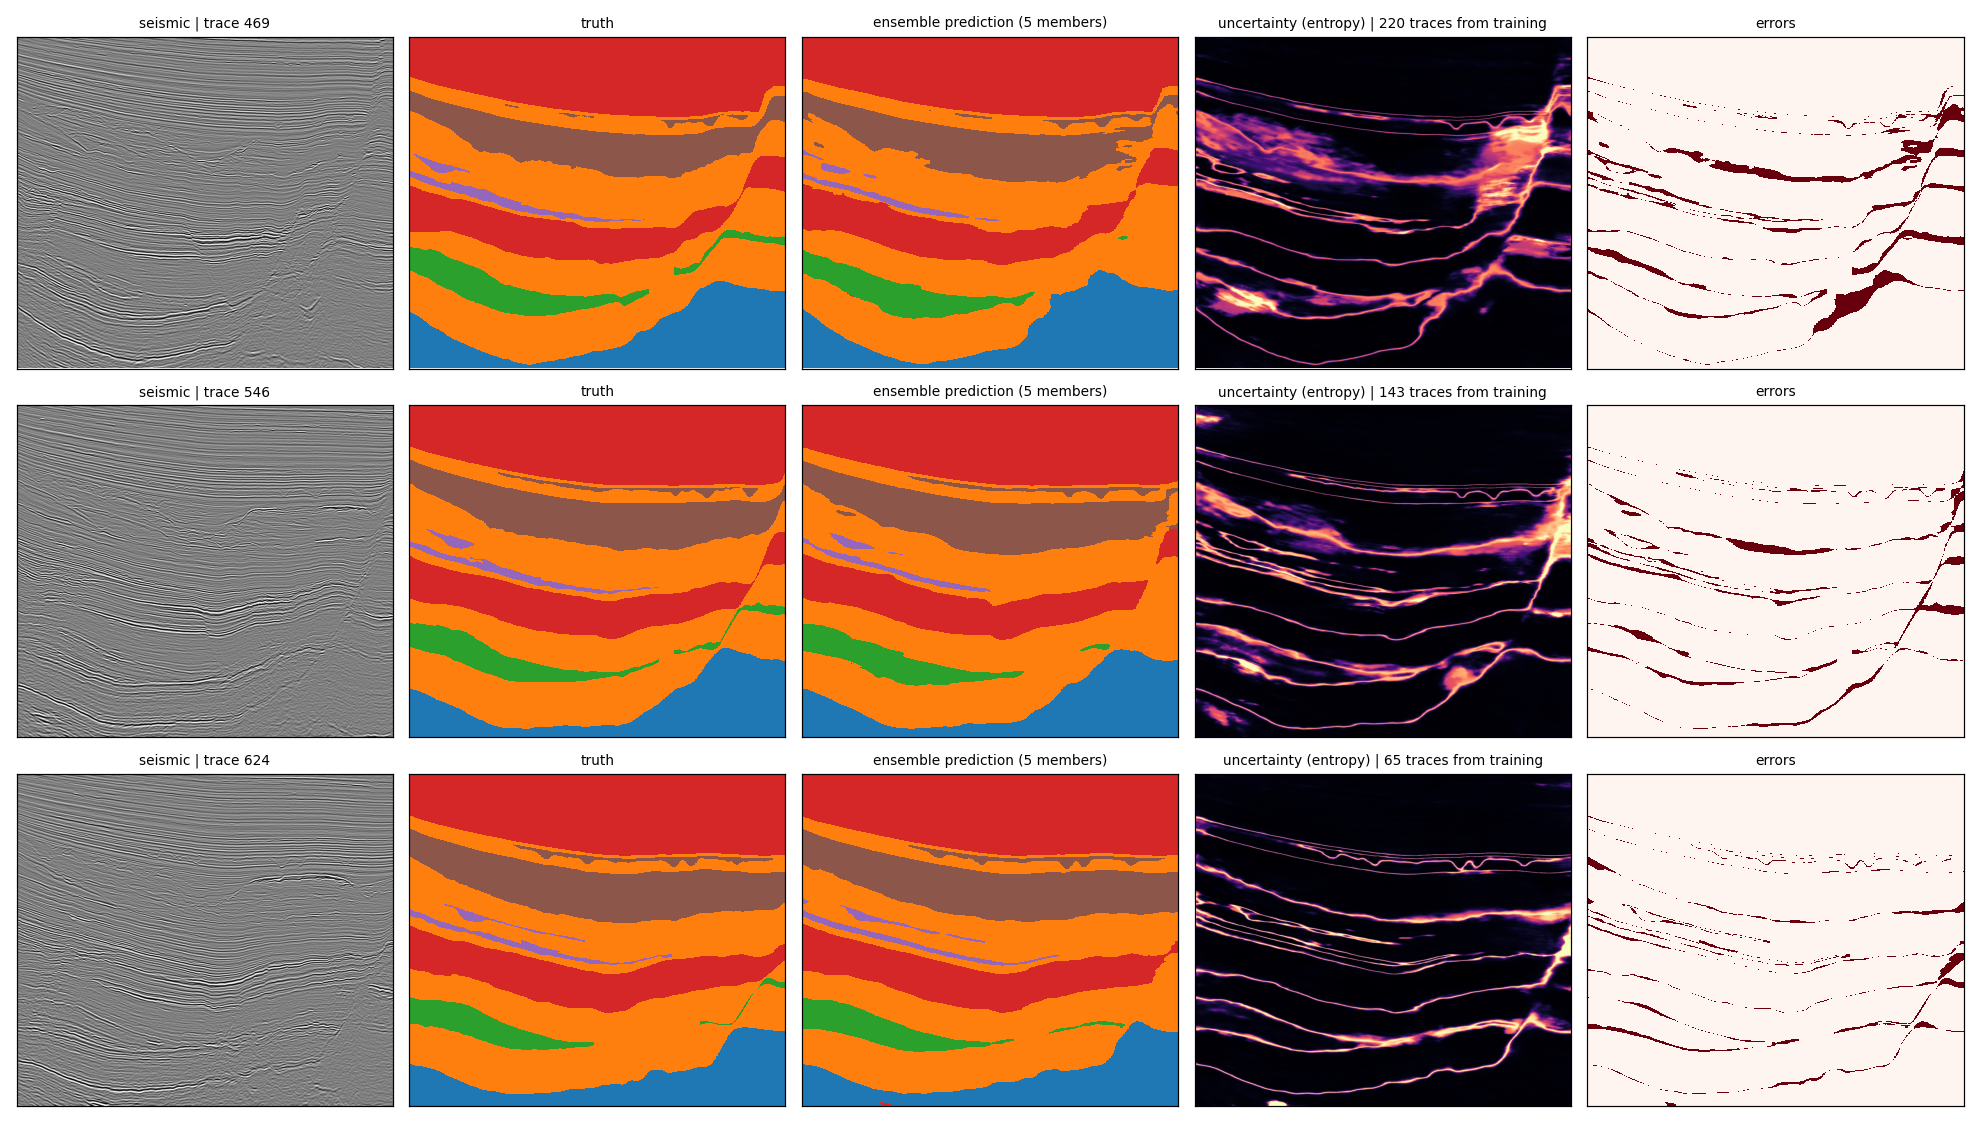 seismic | trace 469
truth
ensemble prediction (5 members)
uncertainty (entropy) | 220 traces from training
errors
seismic | trace 546
truth
ensemble prediction (5 members)
uncertainty (entropy) | 143 traces from training
errors
seismic | trace 624
truth
ensemble prediction (5 members)
uncertainty (entropy) | 65 traces from training
errors